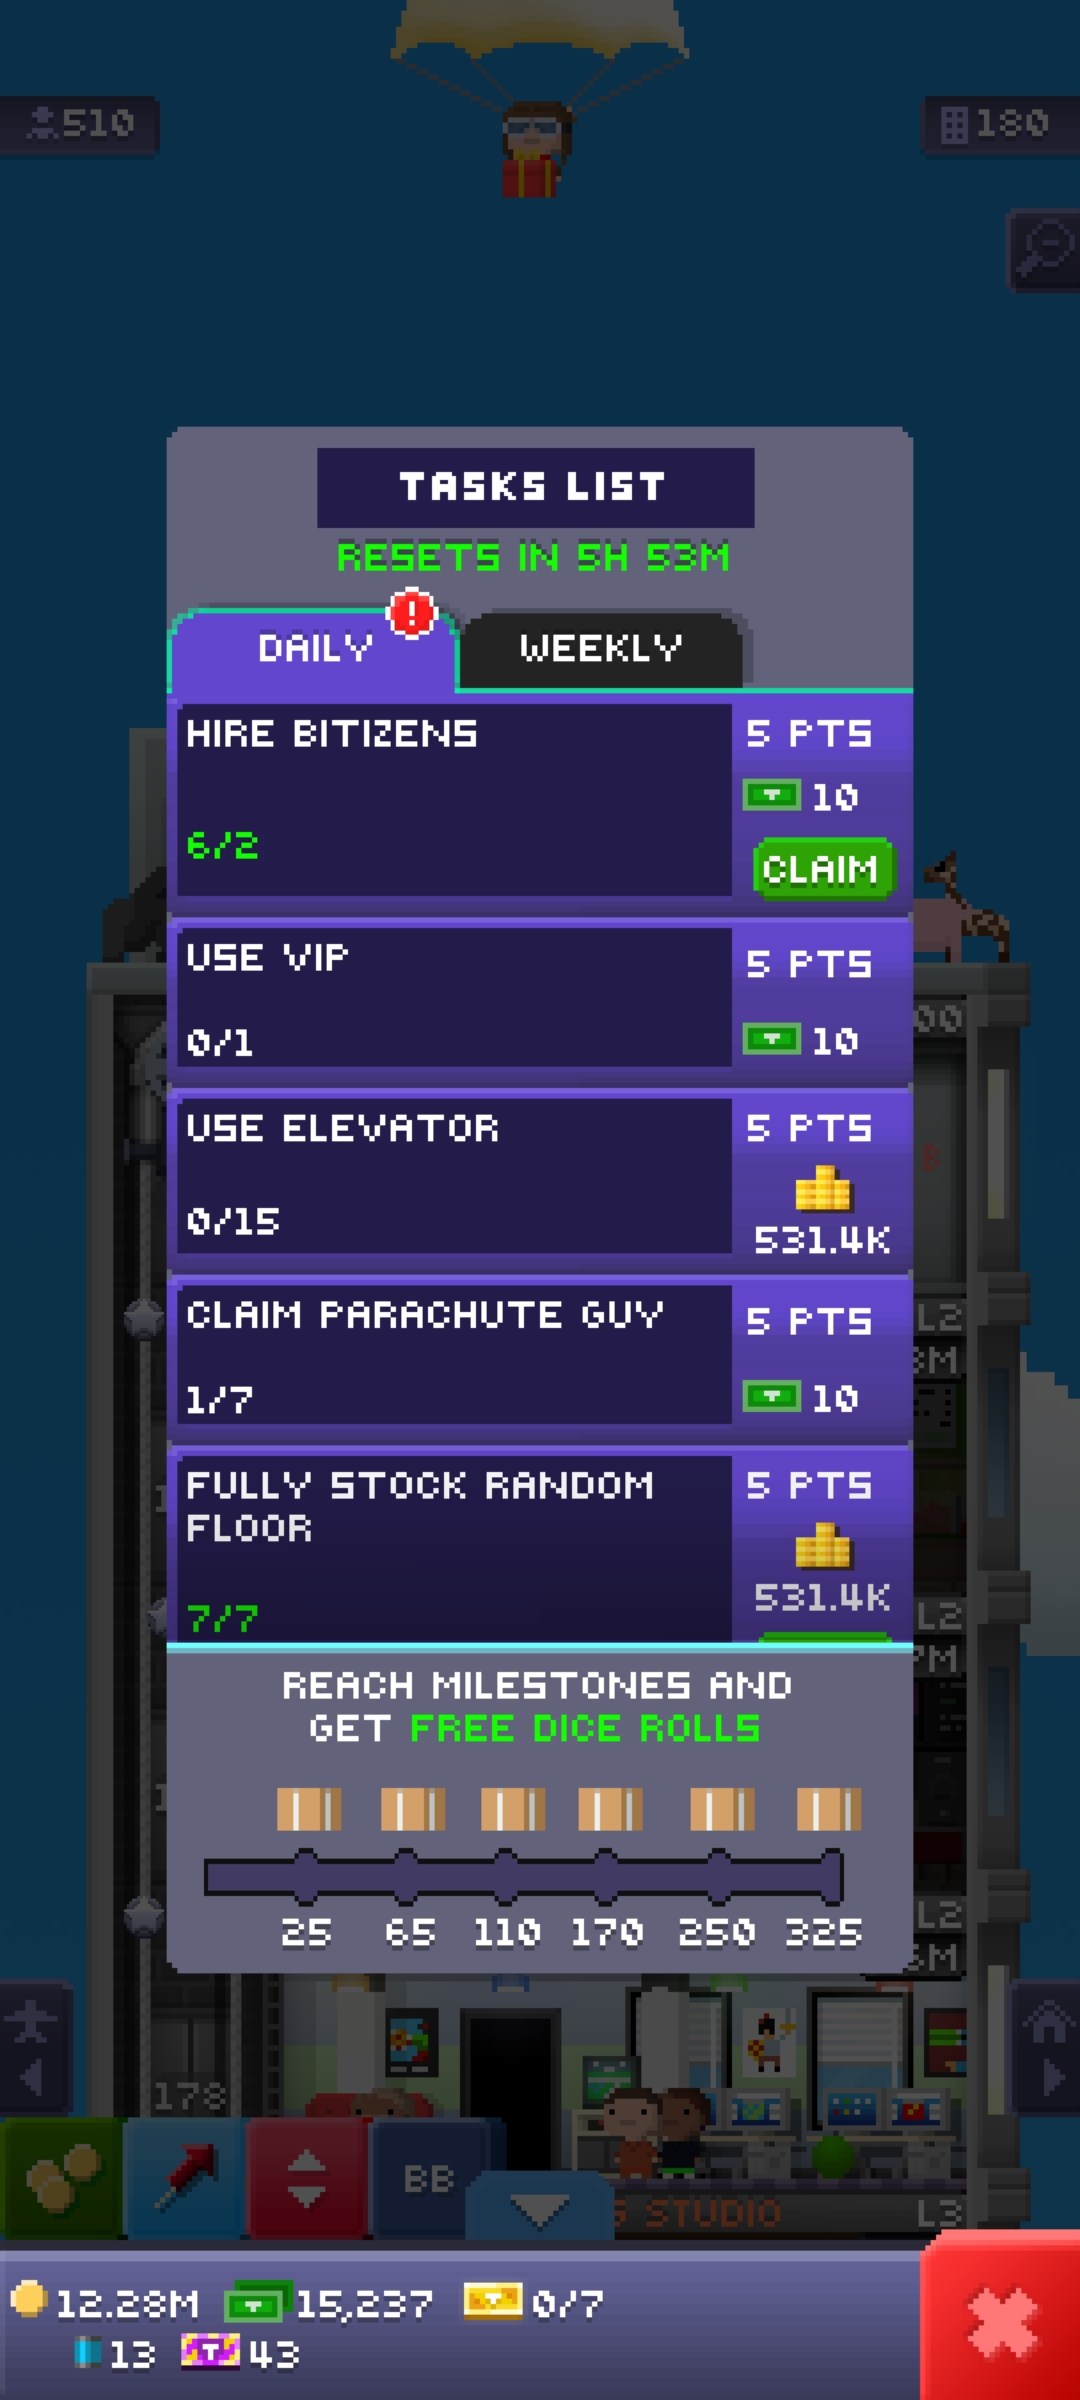 510
180
TASKS LIST
RESETS IN 5H 53M
DAILY
!
WEEKLY
HIRE BITIZENS
5 PTS
10
6/2
CLAIM
USE VIP
5 PTS
0/1
10
USE ELEVATOR
5 PTS
0/15
531.4K
CLAIM PARACHUTE GUY
5 PTS
1/7
10
FULLY STOCK RANDOM
FLOOR
5 PTS
531.4K
7/7
REACH MILESTONES AND
GET FREE DICE ROLLS
25 65 110 170 250 325
178
BB
STUDIO
L3
12.28M 15,237 0/7
13 43